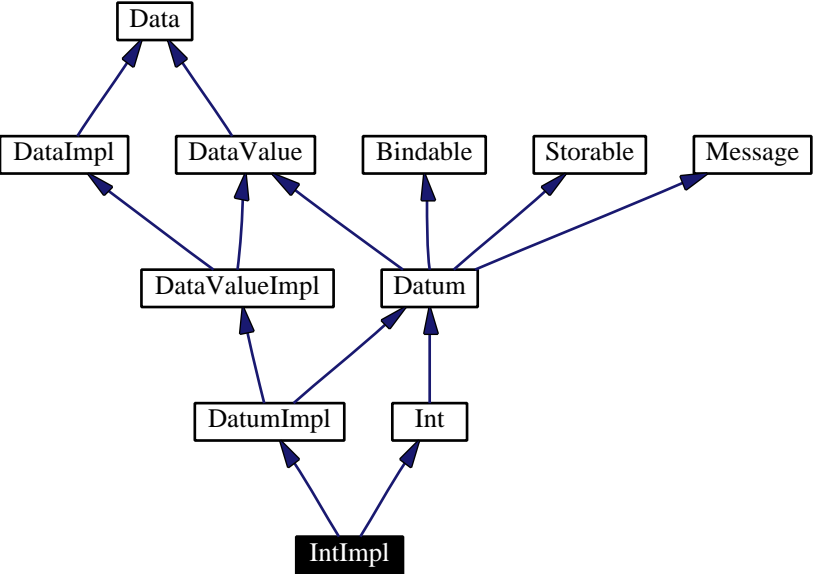 Data
DataImpl
DataValue
Bindable
Storable
Message
DataValueImpl
Datum
DatumImpl
Int
IntImpl